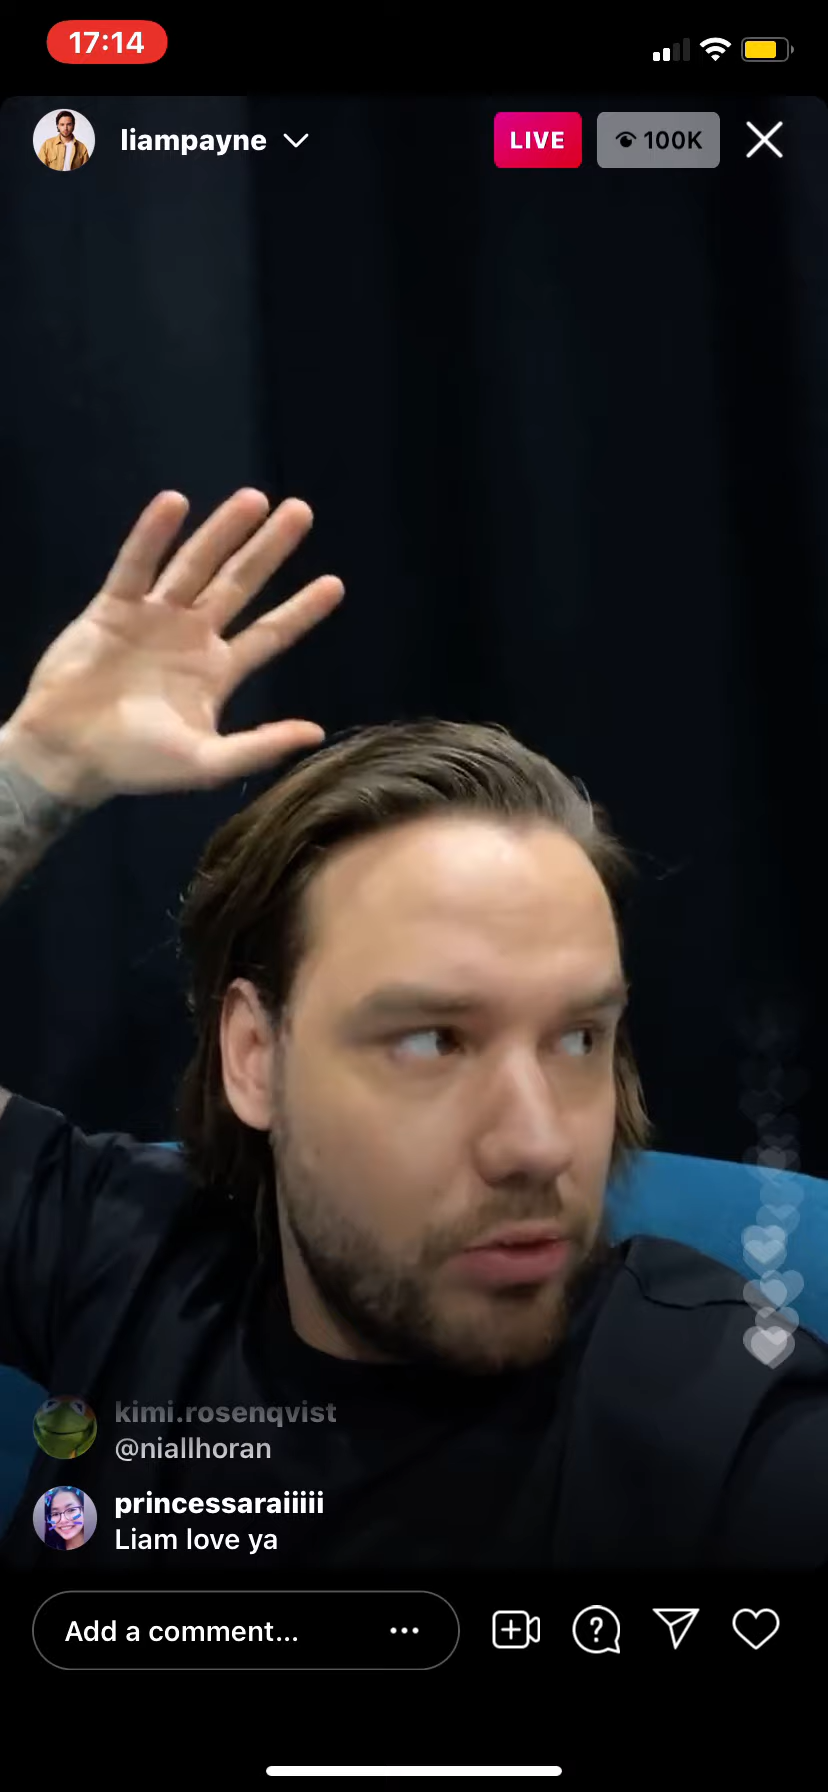 17:14
liampayne
LIVE
100K
kimi.rosenqvist
@niallhoran
princessaraiiiii
Liam love ya
Add a comment...